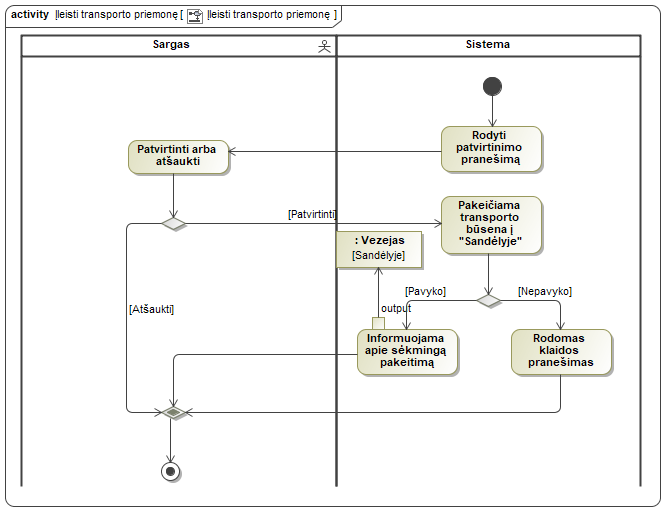 activity Įleisti transporto priemonę [ Įleisti transporto priemonę ]
Sargas
Sistema
Rodyti
patvirtinimo
pranešimą
Patvirtinti arba
atšaukti
[Patvirtinti]
Pakeičiama
transporto
būsena į
"Sandėlyje"
: Vezejas
[Sandėlyje]
[Pavyko]
[Nepavyko]
[Atšaukti]
output
Informuojama
apie sėkmingą
pakeitimą
Rodomas
klaidos
pranešimas